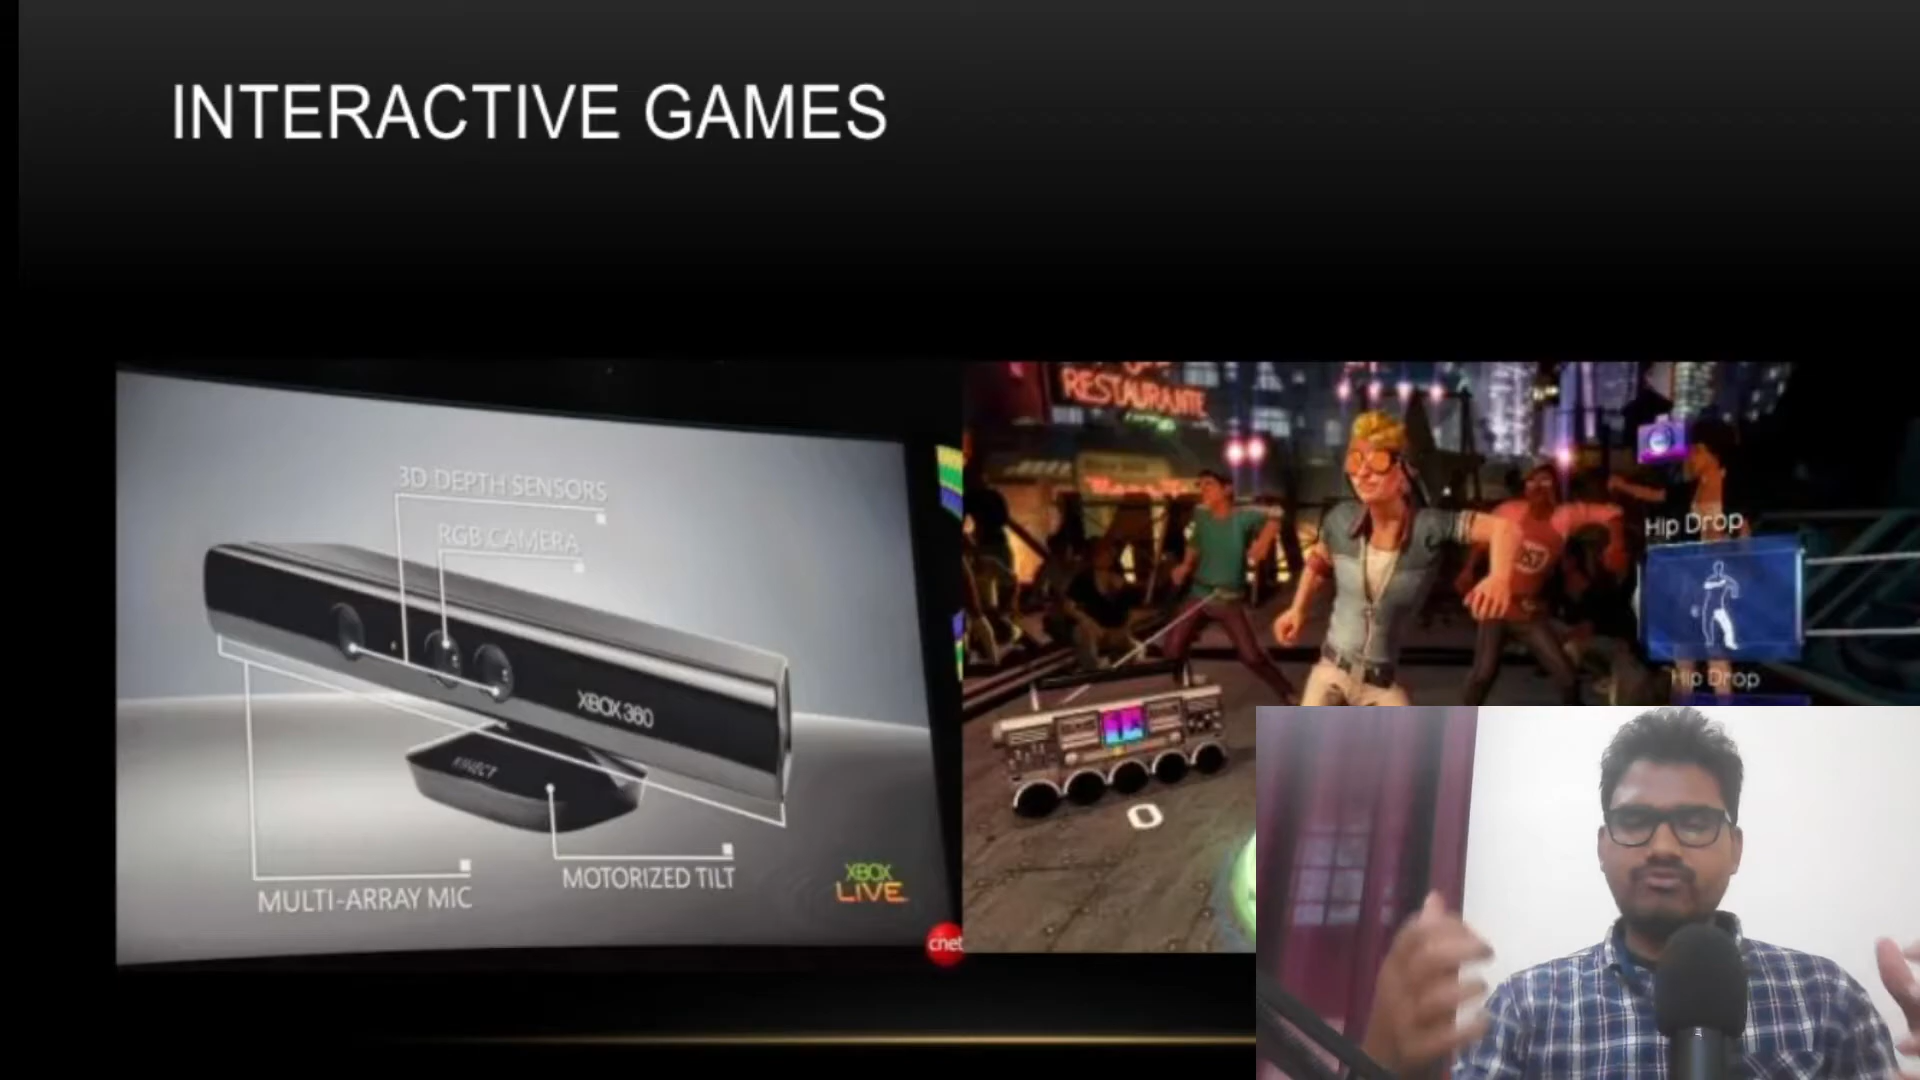 INTERACTIVE GAMES
3D DEPTH SENSORS
RGB CAMERA
XBOX 360
KINECT
MULTI-ARRAY MIC
MOTORIZED TILT
XBOX
LIVE
cnet
RESTAURANTE
Hip Drop
Hip Drop
0